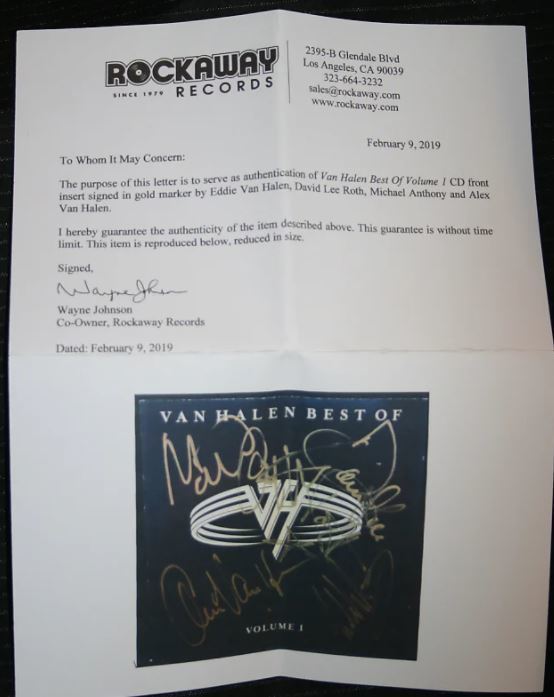 ROCKAWAY
SINCE 1979 RECORDS
2395-B Glendale Blvd
Los Angeles, CA 90039
323-664-3232
sales@rockaway.com
www.rockaway.com
February 9, 2019
To Whom It May Concern:
The purpose of this letter is to serve as authentication of Van Halen Best Of Volume 1 CD front
insert signed in gold marker by Eddie Van Halen, David Lee Roth, Michael Anthony and Alex
Van Halen.
I hereby guarantee the authenticity of the item described above. This guarantee is without time
limit. This item is reproduced below, reduced in size.
Signed,
Wayne John
Wayne Johnson
Co-Owner, Rockaway Records
Dated: February 9, 2019
VAN HALEN BEST OF
VH
VOLUME 1